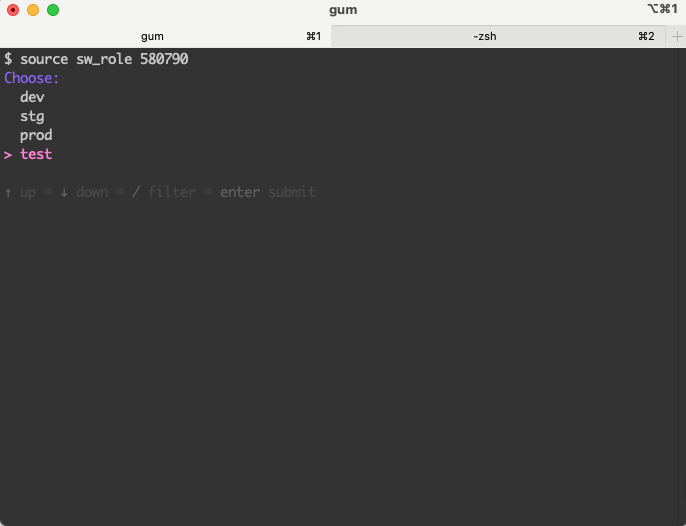 gum ⌥⌘1
gum ⌘1 -zsh ⌘2 +
$ source sw_role 580790
Choose:
dev
stg
prod
> test
↑ up • ↓ down • / filter • enter submit